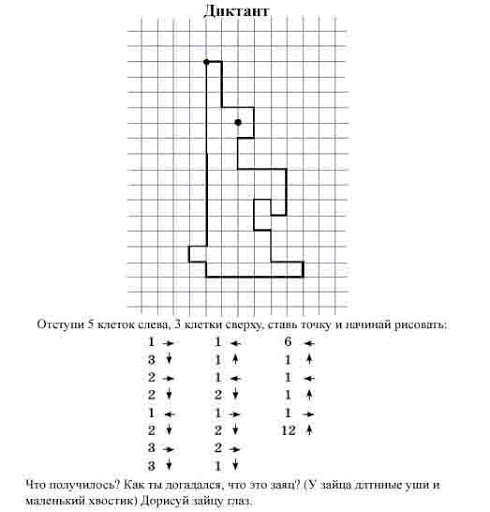 Диктант
Отступи 5 клеток слева, 3 клетки сверху, ставь точку и начинай рисовать:
1 → 1 ← 6 ←
3 ↓ 1 ↑ 1 ↑
2 → 1 ← 1 ←
2 ↓ 2 ↓ 1 ↑
1 ← 1 → 1 →
2 ↓ 2 ↓ 12 ↑
3 → 2 →
3 ↓ 1 ↓
Что получилось? Как ты догадался, что это заяц? (У зайца длтнные уши и
маленький хвостик) Дорисуй зайцу глаз.